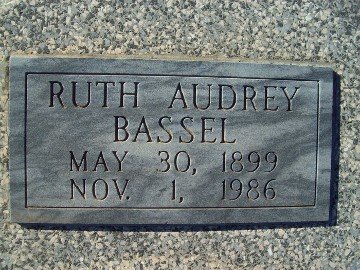 RUTH AUDREY
BASSEL
MAY 30, 1899
NOV. 1, 1986